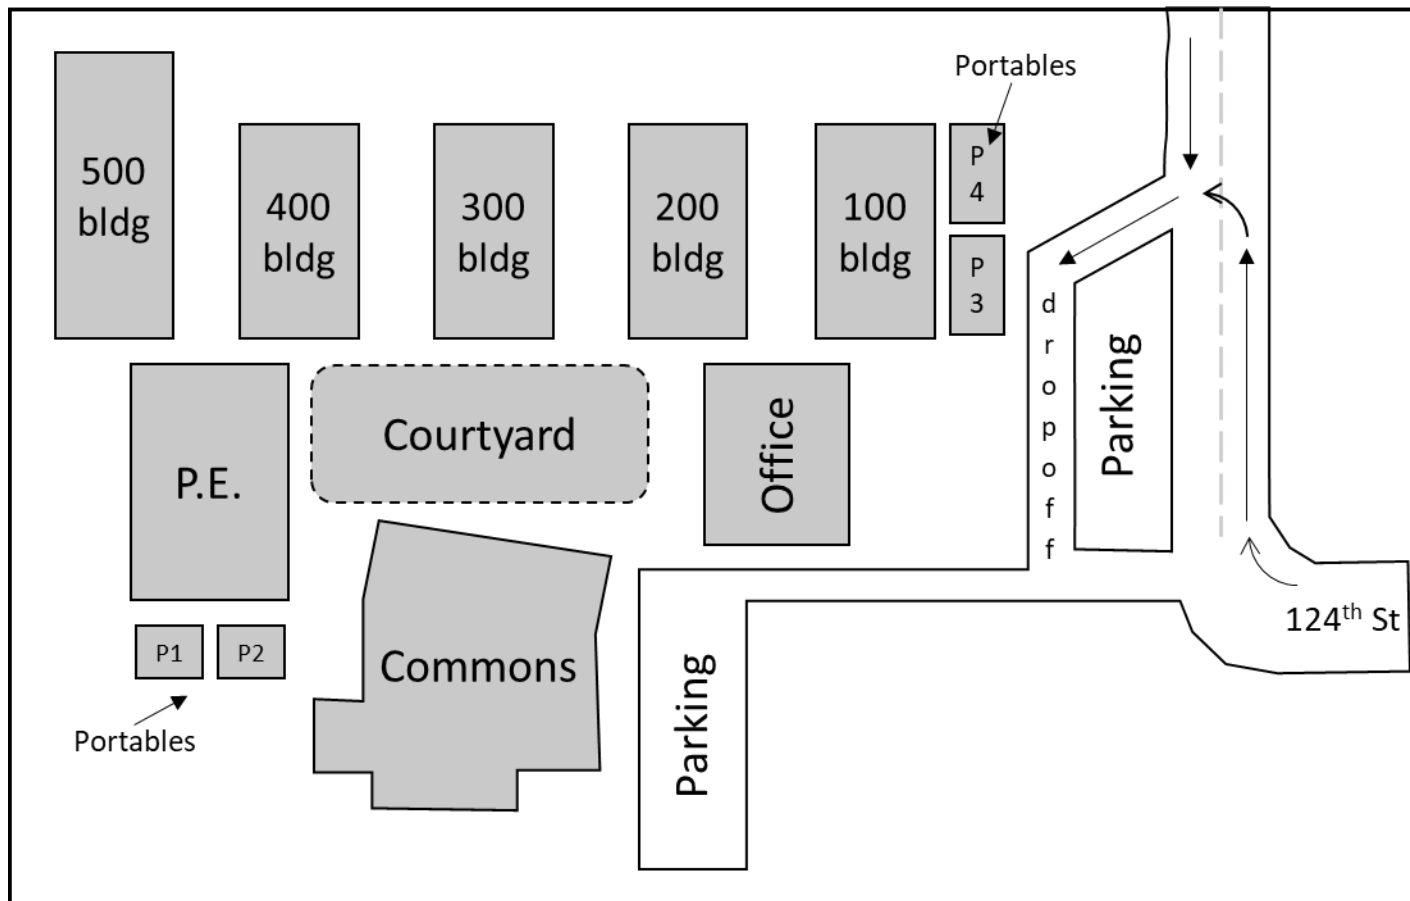 Portables
500
bldg
400
bldg
300
bldg
200
bldg
100
bldg
P
4
P
3
d
r
o
p
o
f
f
Parking
Courtyard
Office
P.E.
124th St
P1
P2
Commons
Parking
Portables